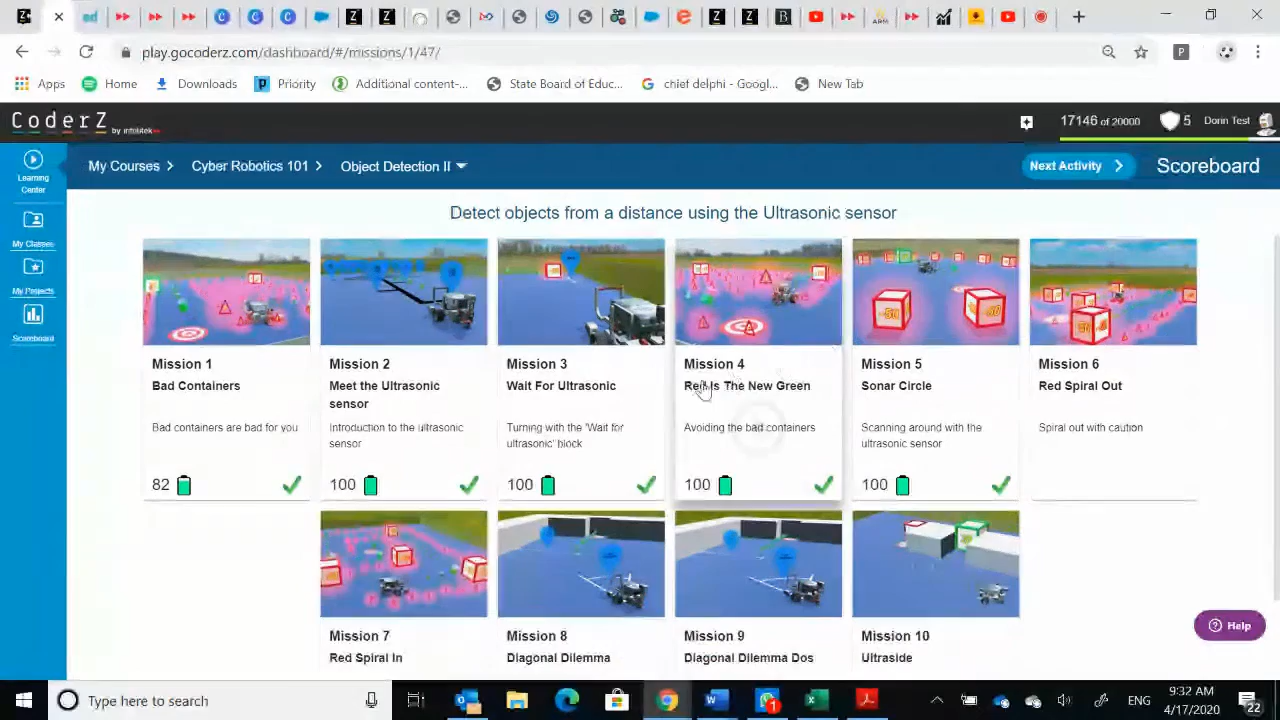 play.gocoderz.com/dashboard/#/missions/1/47/
P
Apps
Home
Downloads
Priority
Additional content-...
State Board of Educ...
chief delphi - Googl...
New Tab
CoderZ
by intelitek
17146 of 20000
5
Dorin Test
Learning Center
My Classes
My Projects
Scoreboard
My Courses > Cyber Robotics 101 > Object Detection II
Next Activity >
Scoreboard
Detect objects from a distance using the Ultrasonic sensor
Mission 1
Bad Containers
Bad containers are bad for you
82
Mission 2
Meet the Ultrasonic
sensor
Introduction to the ultrasonic
sensor
100
Mission 3
Wait For Ultrasonic
Turning with the 'Wait for
ultrasonic' block
100
Mission 4
Is The New Green
Avoiding the bad containers
100
Mission 5
Sonar Circle
Scanning around with the
ultrasonic sensor
100
Mission 6
Red Spiral Out
Spiral out with caution
Mission 7
Red Spiral In
Mission 8
Diagonal Dilemma
Mission 9
Diagonal Dilemma Dos
Mission 10
Ultraside
Help
Type here to search
ENG
9:32 AM
4/17/2020
22